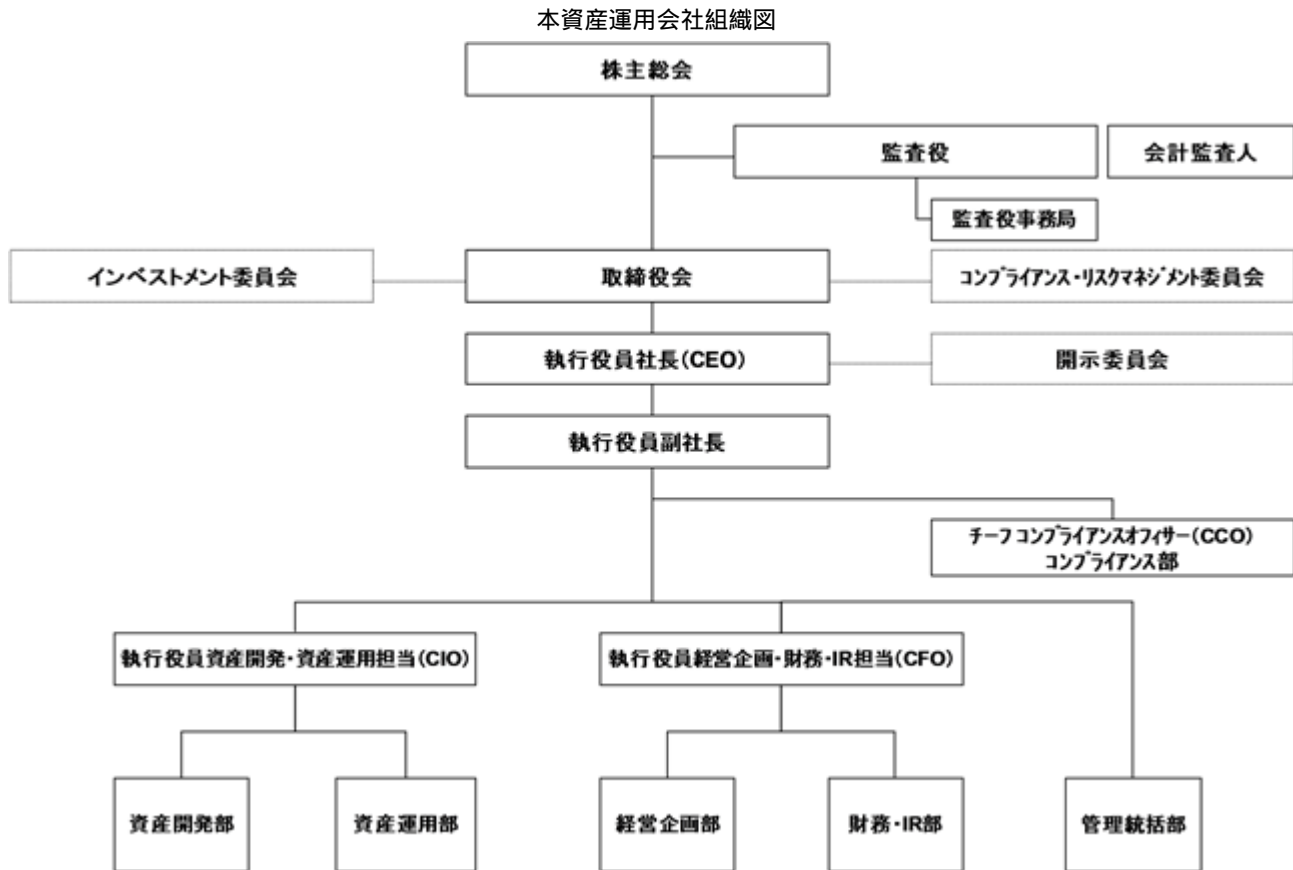 本資産運用会社組織図
株主総会
監査役
会計監査人
監査役事務局
インベストメント委員会
取締役会
コンプライアンス・リスクマネジメント委員会
執行役員社長(CEO)
開示委員会
執行役員副社長
チーフコンプライアンスオフィサー(CCO)
コンプライアンス部
執行役員資産開発・資産運用担当(CIO)
執行役員経営企画・財務・IR担当(CFO)
資産開発部
資産運用部
経営企画部
財務・IR部
管理統括部